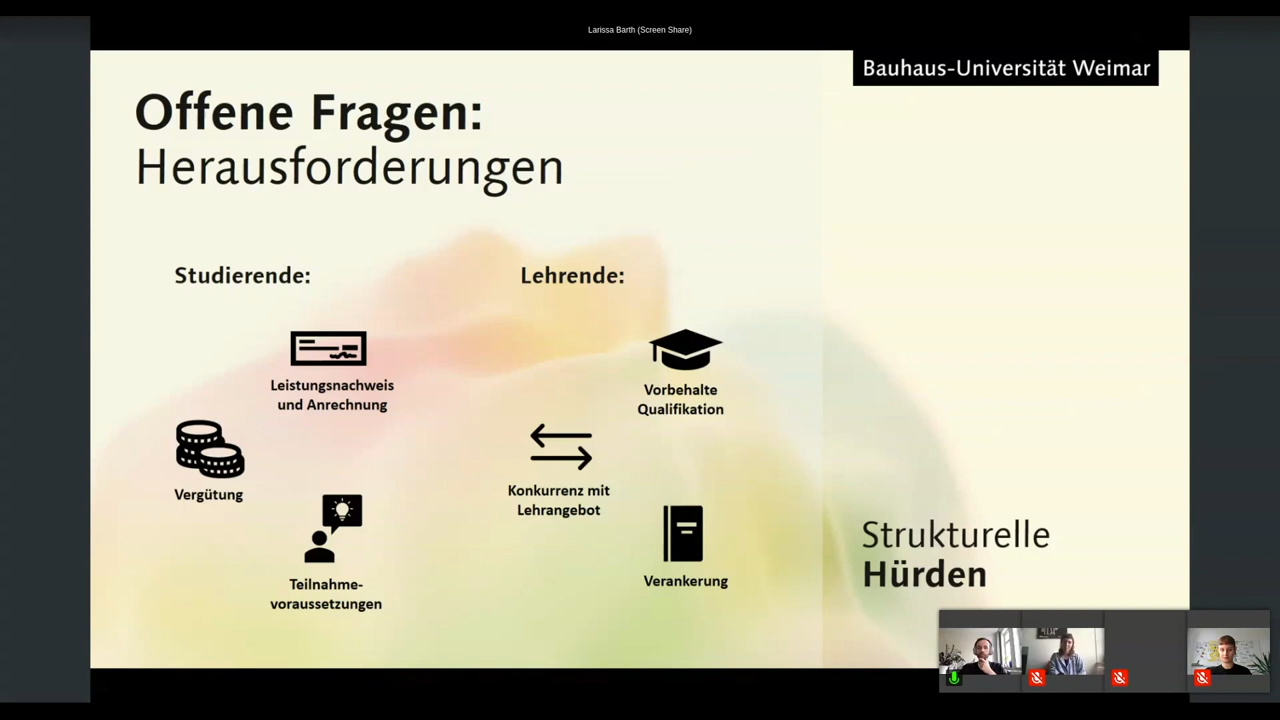 Larissa Barth (Screen Share)
Bauhaus-Universität Weimar
Offene Fragen:
Herausforderungen
Studierende:
Leistungsnachweis
und Anrechnung
Vergütung
Teilnahme-
voraussetzungen
Lehrende:
Vorbehalte
Qualifikation
Konkurrenz mit
Lehrangebot
Verankerung
Strukturelle
Hürden